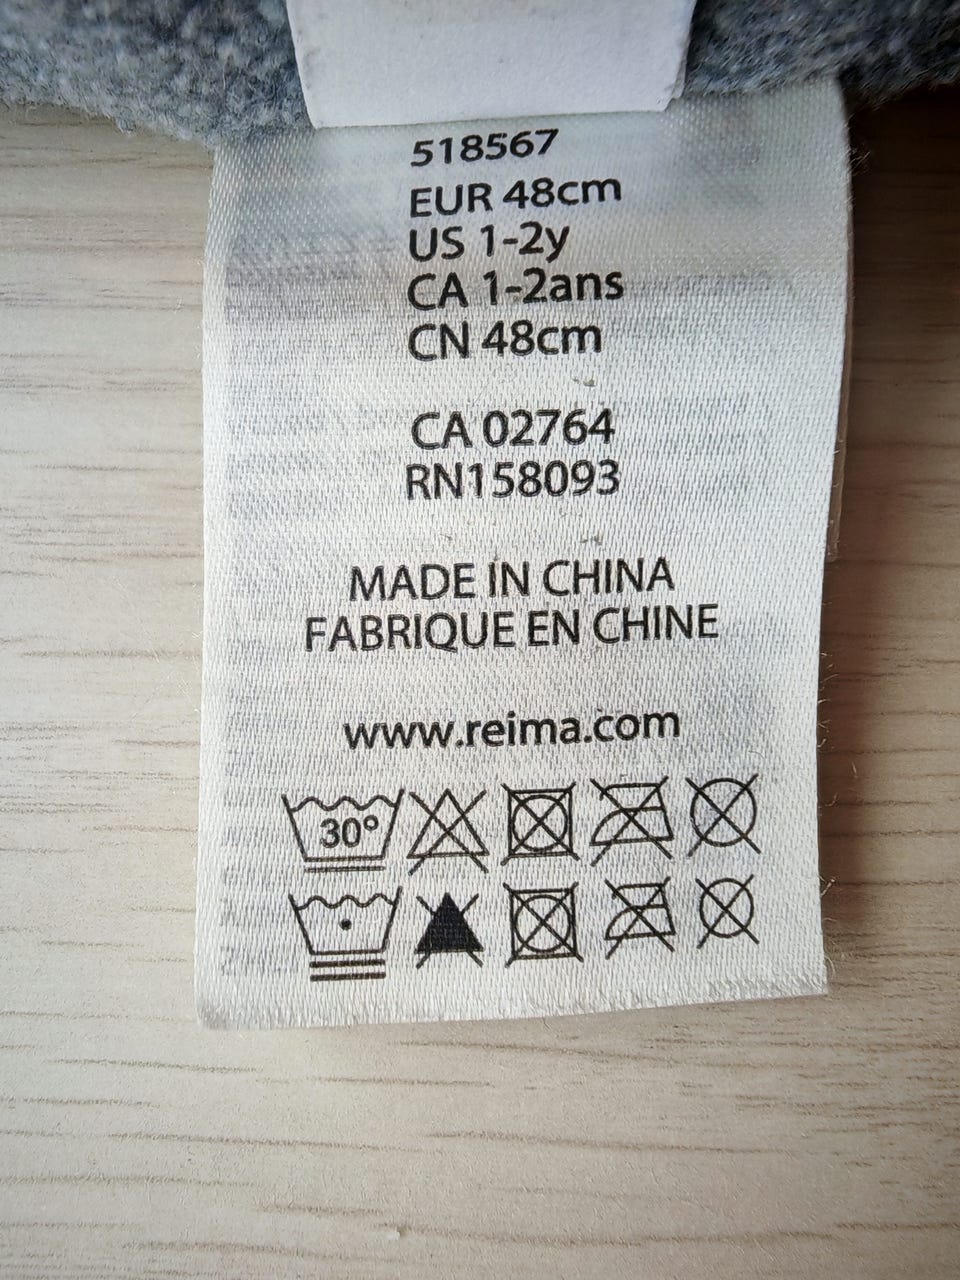 518567
EUR 48cm
US 1-2y
CA 1-2ans
CN 48cm
CA 02764
RN158093
MADE IN CHINA
FABRIQUE EN CHINE
www.reima.com
30°